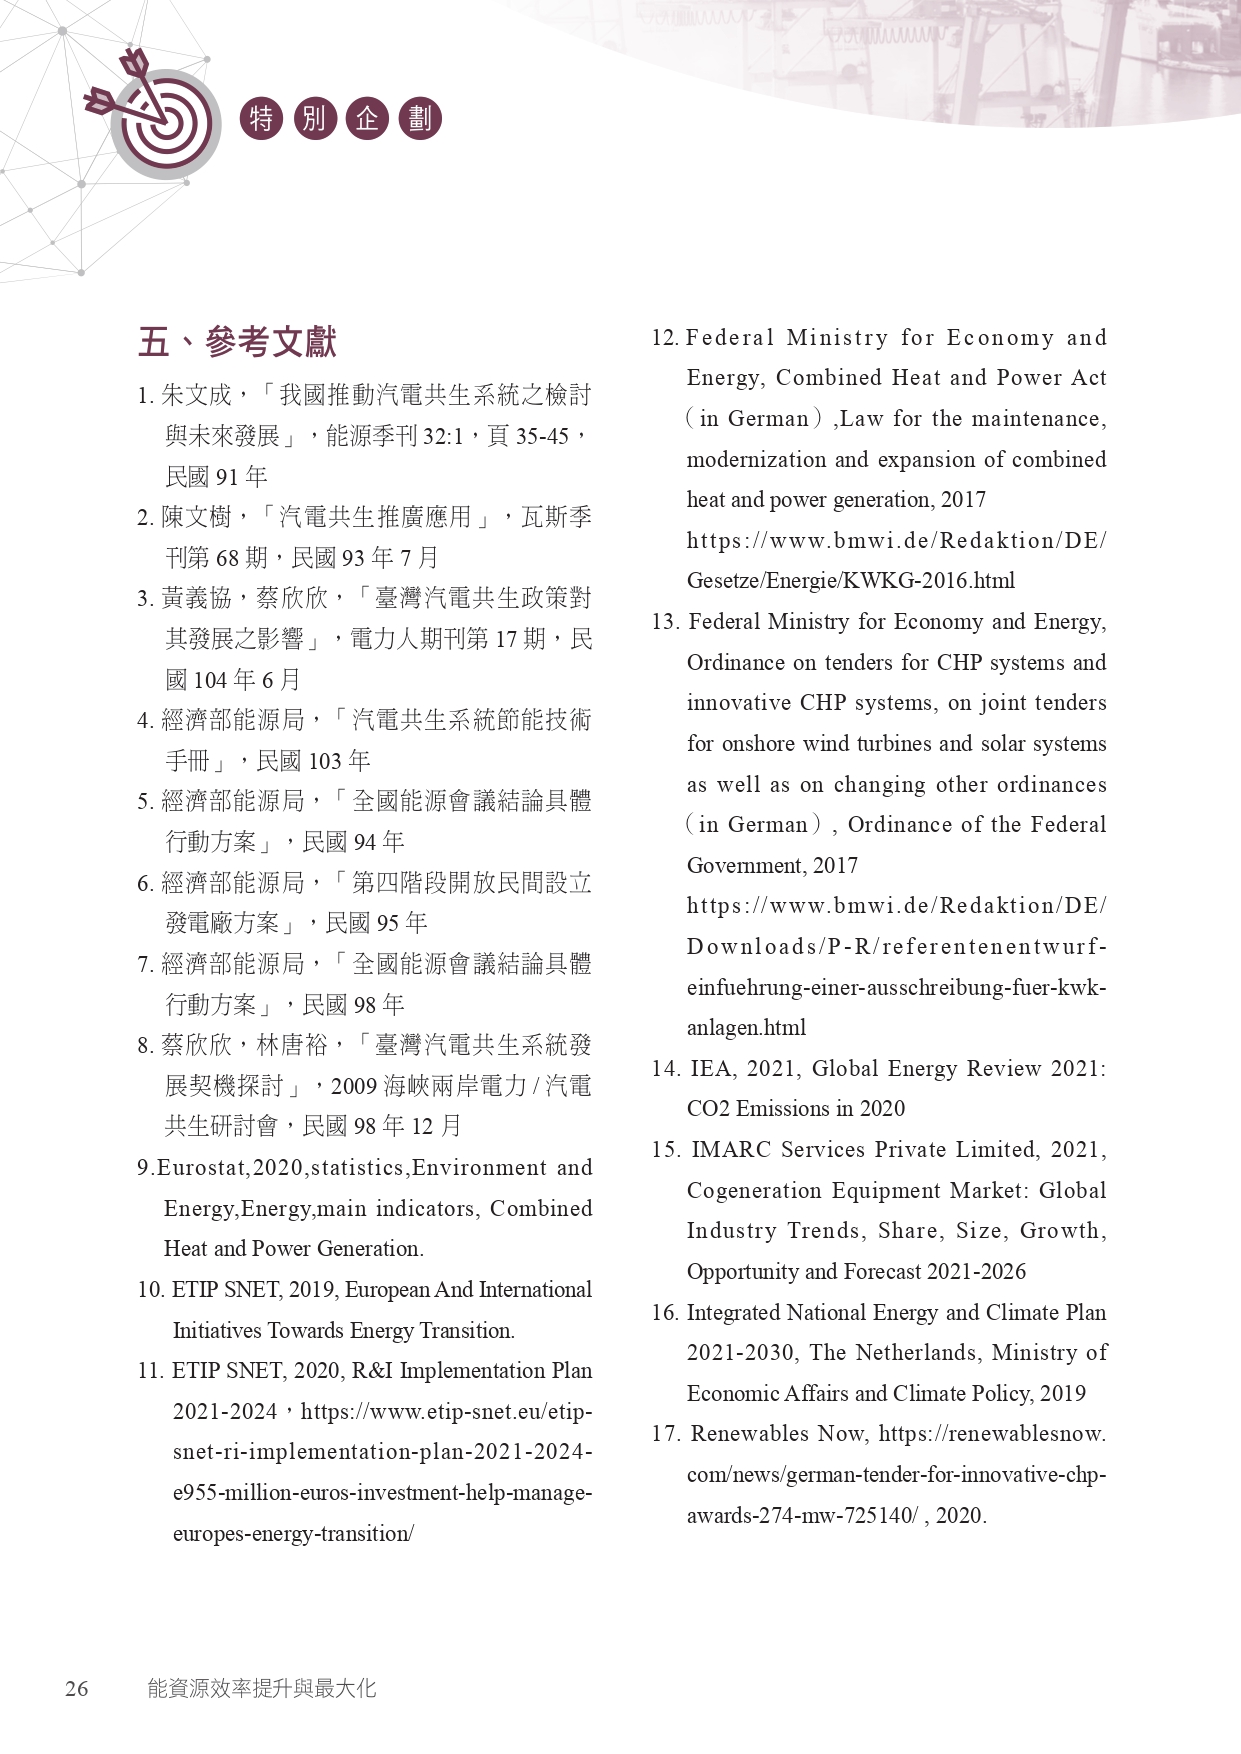 特別企劃
五、參考文獻
1. 朱文成，「我國推動汽電共生系統之檢討
與未來發展」，能源季刊 32:1，頁 35-45，
民國 91 年
2. 陳文樹，「汽電共生推廣應用」，瓦斯季
刊第 68 期，民國 93 年 7 月
3. 黃義協，蔡欣欣，「臺灣汽電共生政策對
其發展之影響」，電力人期刊第 17 期，民
國 104 年 6 月
4. 經濟部能源局，「汽電共生系統節能技術
手冊」，民國 103 年
5. 經濟部能源局，「全國能源會議結論具體
行動方案」，民國 94 年
6. 經濟部能源局，「第四階段開放民間設立
發電廠方案」，民國 95 年
7. 經濟部能源局，「全國能源會議結論具體
行動方案」，民國 98 年
8. 蔡欣欣，林唐裕，「臺灣汽電共生系統發
展契機探討」，2009 海峽兩岸電力 / 汽電
共生研討會，民國 98 年 12 月
9.Eurostat,2020,statistics,Environment and
Energy,Energy,main indicators, Combined
Heat and Power Generation.
10. ETIP SNET, 2019, European And International
Initiatives Towards Energy Transition.
11. ETIP SNET, 2020, R&I Implementation Plan
2021-2024，https://www.etip-snet.eu/etip-
snet-ri-implementation-plan-2021-2024-
e955-million-euros-investment-help-manage-
europes-energy-transition/
12. Federal Ministry for Economy and
Energy, Combined Heat and Power Act
（in German）,Law for the maintenance,
modernization and expansion of combined
heat and power generation, 2017
https://www.bmwi.de/Redaktion/DE/
Gesetze/Energie/KWKG-2016.html
13. Federal Ministry for Economy and Energy,
Ordinance on tenders for CHP systems and
innovative CHP systems, on joint tenders
for onshore wind turbines and solar systems
as well as on changing other ordinances
（in German）, Ordinance of the Federal
Government, 2017
https://www.bmwi.de/Redaktion/DE/
Downloads/P-R/referentenentwurf-
einfuehrung-einer-ausschreibung-fuer-kwk-
anlagen.html
14. IEA, 2021, Global Energy Review 2021:
CO2 Emissions in 2020
15. IMARC Services Private Limited, 2021,
Cogeneration Equipment Market: Global
Industry Trends, Share, Size, Growth,
Opportunity and Forecast 2021-2026
16. Integrated National Energy and Climate Plan
2021-2030, The Netherlands, Ministry of
Economic Affairs and Climate Policy, 2019
17. Renewables Now, https://renewablesnow.
com/news/german-tender-for-innovative-chp-
awards-274-mw-725140/ , 2020.
26 能資源效率提升與最大化